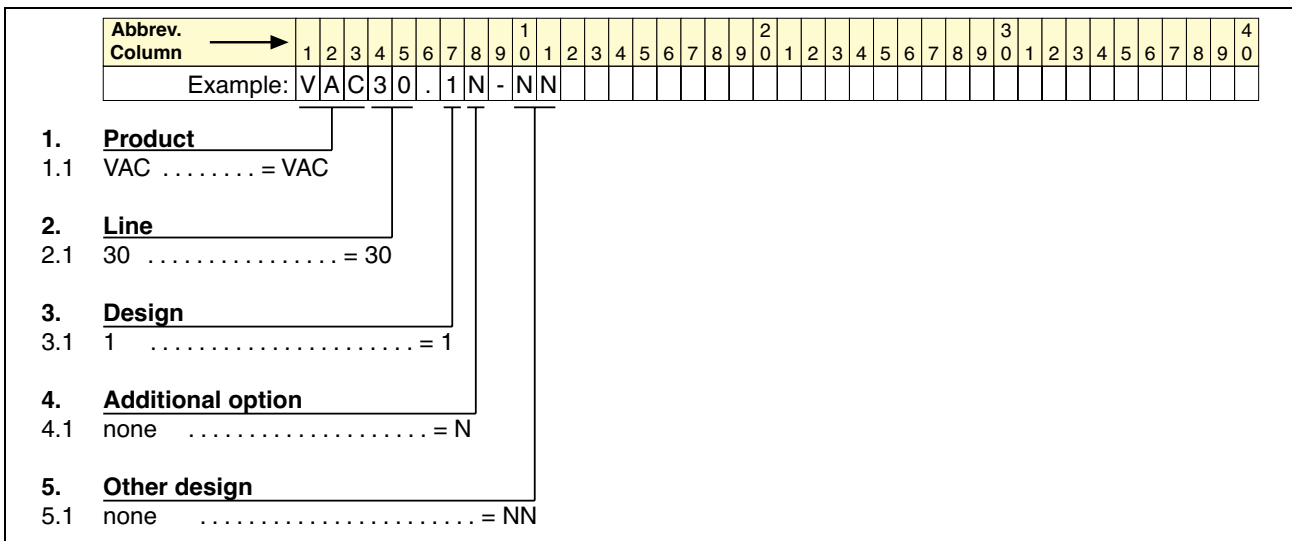 Abbrev.
Column 1 2 3 4 5 6 7 8 9 10 1 2 3 4 5 6 7 8 9 20 1 2 3 4 5 6 7 8 9 30 1 2 3 4 5 6 7 8 9 40
Example: V A C 3 0 . 1 N - N N
1. Product
1.1 VAC . . . . . . . . = VAC
2. Line
2.1 30 . . . . . . . . . . . . . . . . = 30
3. Design
3.1 1 . . . . . . . . . . . . . . . . . . . . . . = 1
4. Additional option
4.1 none . . . . . . . . . . . . . . . . . . . . = N
5. Other design
5.1 none . . . . . . . . . . . . . . . . . . . . . . . = NN